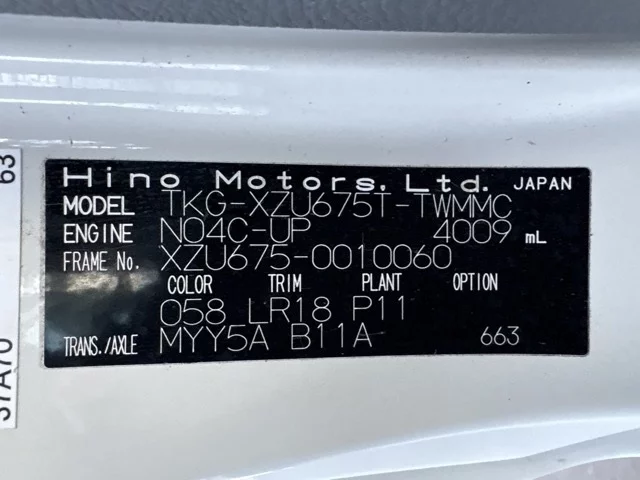 Hino Motors, Ltd. JAPAN
MODEL TKG-XZU675T-TWMMC
ENGINE N04C-UP 4009 mL
FRAME No. XZU675-0010060
COLOR TRIM PLANT OPTION
058 LR18 P11
TRANS./AXLE MYY5A B11A 663
63